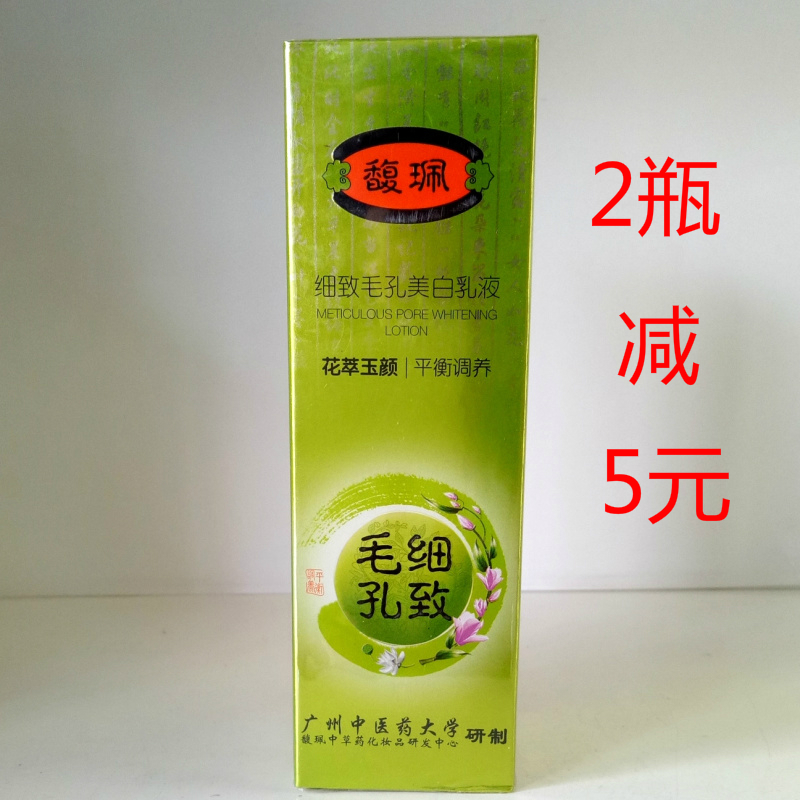 馥珮
细致毛孔美白乳液
METICULOUS PORE WHITENING
LOTION
花萃玉颜|平衡调养
细致
毛孔
广州中医药大学
馥珮中草药化妆品研发中心
研制
2瓶
减
5元